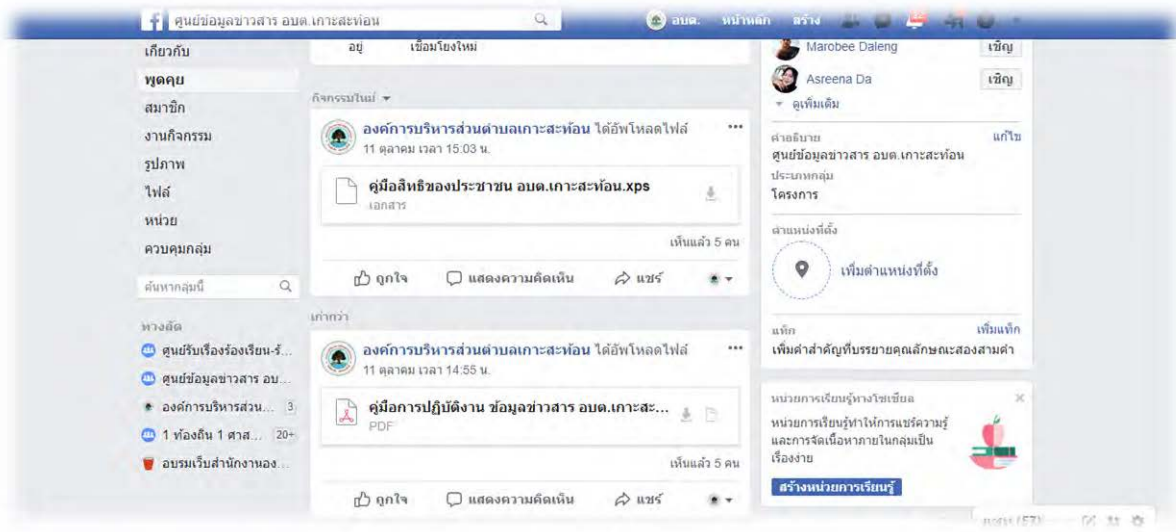 ศูนย์ข้อมูลข่าวสาร อบต.เกาะสะท้อน
อบต. หน้าหลัก สร้าง
เกี่ยวกับ
พูดคุย
สมาชิก
งานกิจกรรม
รูปภาพ
ไฟล์
หน่วย
ควบคุมกลุ่ม
ค้นหากลุ่มนี้
ทางลัด
ศูนย์รับเรื่องร้องเรียน-ร้...
ศูนย์ข้อมูลข่าวสาร อบ...
องค์การบริหารส่วน... 3
1 ท้องถิ่น 1 ศาส... 20+
อบรมเว็บสำนักงานอง...
อยู่ เชื่อมโยงใหม่
กิจกรรมใหม่
องค์การบริหารส่วนตำบลเกาะสะท้อน ได้อัพโหลดไฟล์
11 ตุลาคม เวลา 15:03 น.
คู่มือสิทธิของประชาชน อบต.เกาะสะท้อน.xps
เอกสาร
เห็นแล้ว 5 คน
ถูกใจ แสดงความคิดเห็น แชร์
เก่ากว่า
องค์การบริหารส่วนตำบลเกาะสะท้อน ได้อัพโหลดไฟล์
11 ตุลาคม เวลา 14:55 น.
คู่มือการปฏิบัติงาน ข้อมูลข่าวสาร อบต.เกาะสะ...
PDF
เห็นแล้ว 5 คน
ถูกใจ แสดงความคิดเห็น แชร์
Marobee Daleng เชิญ
Asreena Da เชิญ
ดูเพิ่มเติม
คำอธิบาย แก้ไข
ศูนย์ข้อมูลข่าวสาร อบต.เกาะสะท้อน
ประเภทกลุ่ม
โครงการ
ตำแหน่งที่ตั้ง
เพิ่มตำแหน่งที่ตั้ง
แท็ก เพิ่มแท็ก
เพิ่มคำสำคัญที่บรรยายคุณลักษณะสองสามคำ
หน่วยการเรียนรู้ทางโซเชียล
หน่วยการเรียนรู้ทำให้การแชร์ความรู้
และการจัดเนื้อหาภายในกลุ่มเป็น
เรื่องง่าย
สร้างหน่วยการเรียนรู้